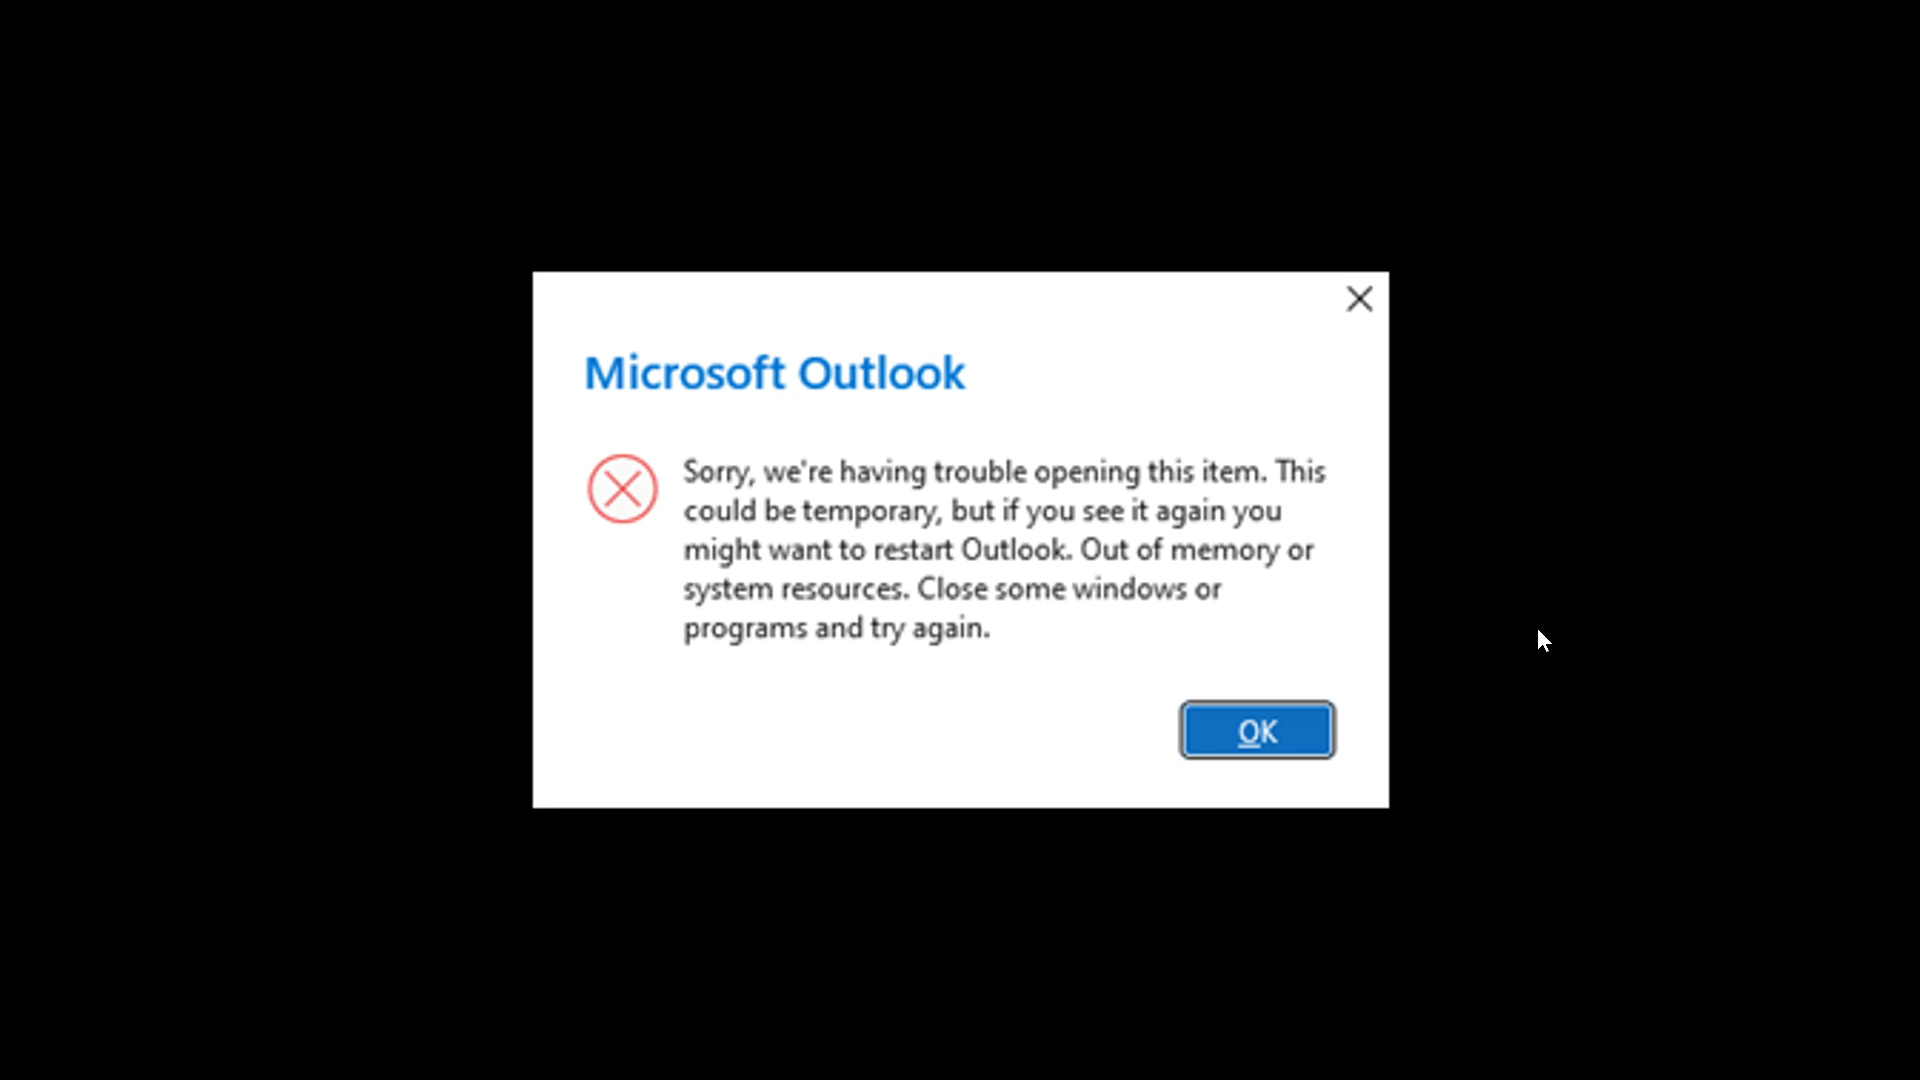 Microsoft Outlook
Sorry, we're having trouble opening this item. This
could be temporary, but if you see it again you
might want to restart Outlook. Out of memory or
system resources. Close some windows or
programs and try again.
OK